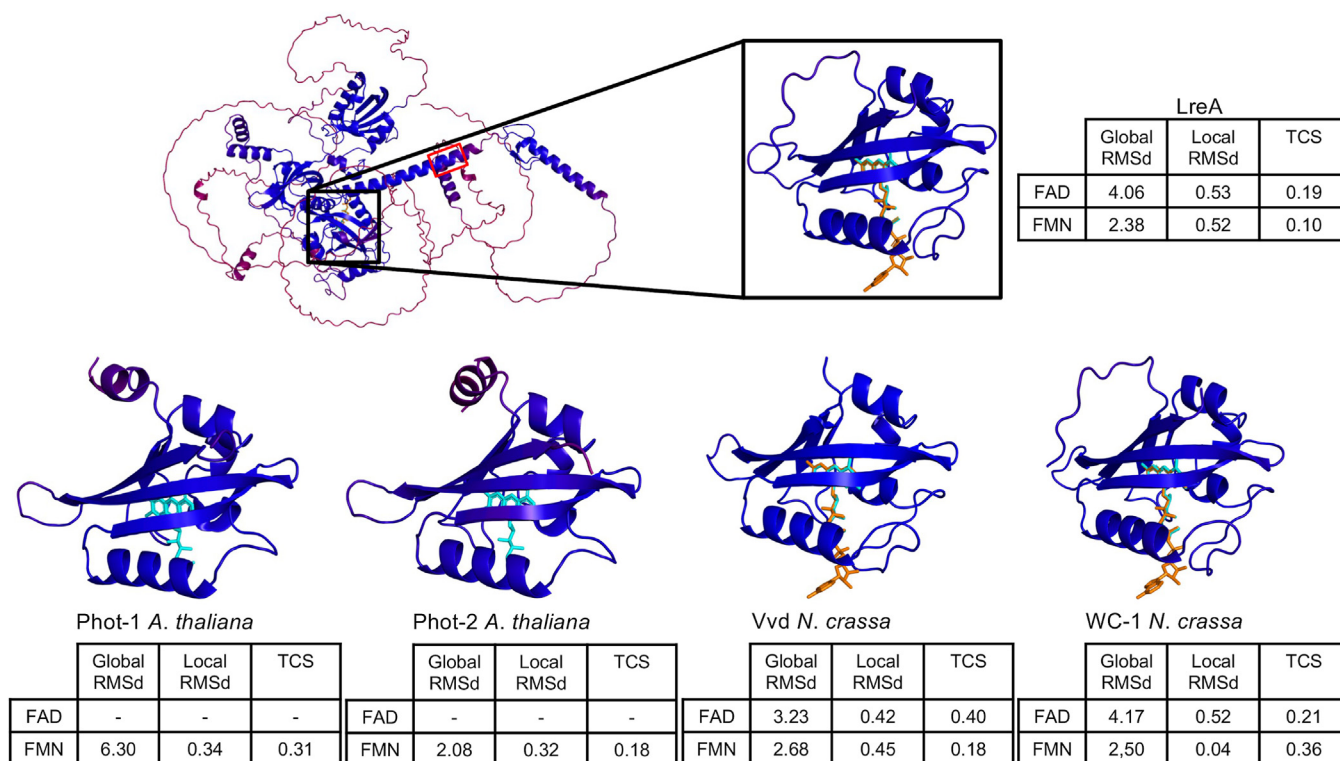 LreA
Global RMSd Local RMSd TCS
FAD 4.06 0.53 0.19
FMN 2.38 0.52 0.10
Phot-1 A. thaliana
Global RMSd Local RMSd TCS
FAD - - -
FMN 6.30 0.34 0.31
Phot-2 A. thaliana
Global RMSd Local RMSd TCS
FAD - - -
FMN 2.08 0.32 0.18
Vvd N. crassa
Global RMSd Local RMSd TCS
FAD 3.23 0.42 0.40
FMN 2.68 0.45 0.18
WC-1 N. crassa
Global RMSd Local RMSd TCS
FAD 4.17 0.52 0.21
FMN 2,50 0.04 0.36